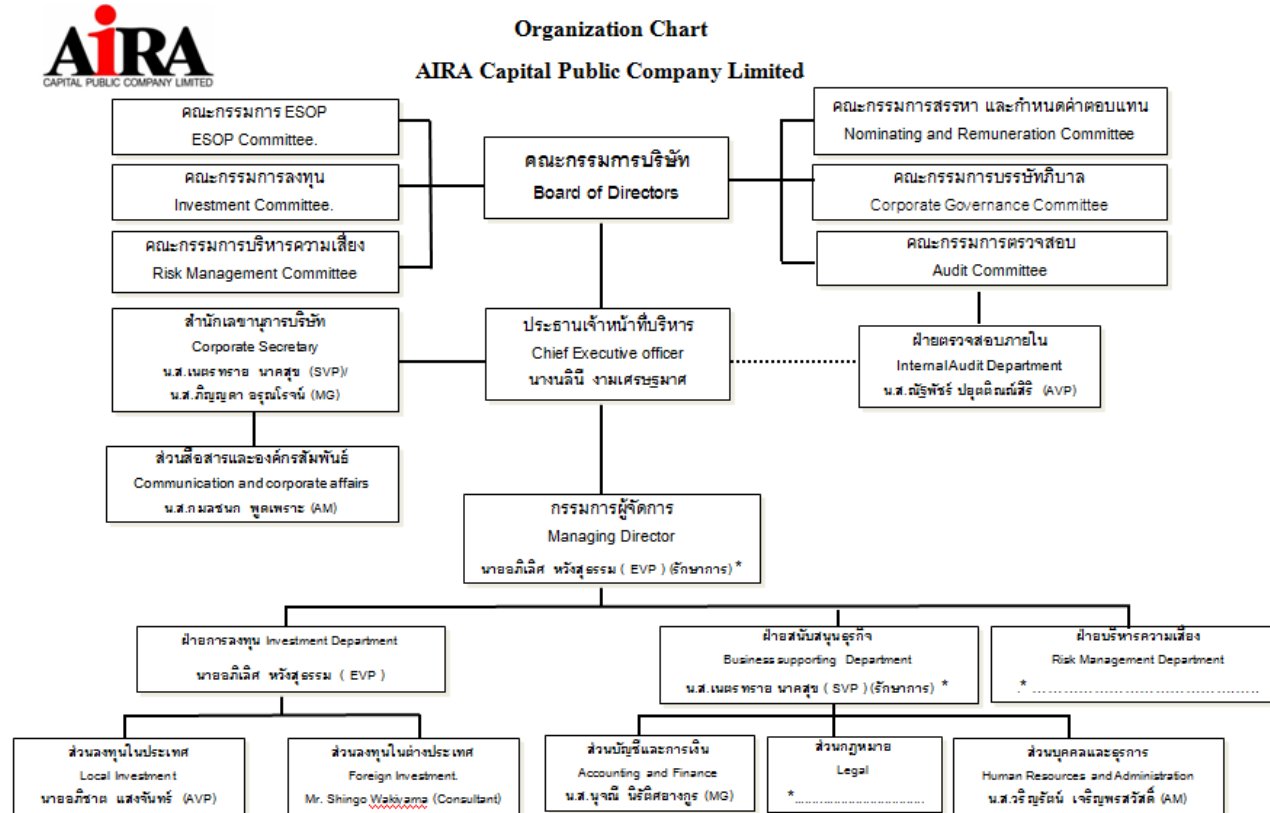 AiRA
CAPITAL PUBLIC COMPANY LIMITED
Organization Chart
AIRA Capital Public Company Limited
คณะกรรมการ ESOP
ESOP Committee.
คณะกรรมการลงทุน
Investment Committee.
คณะกรรมการบริหารความเสี่ยง
Risk Management Committee
คณะกรรมการบริษัท
Board of Directors
คณะกรรมการสรรหา และกำหนดค่าตอบแทน
Nominating and Remuneration Committee
คณะกรรมการบรรษัทภิบาล
Corporate Governance Committee
คณะกรรมการตรวจสอบ
Audit Committee
สำนักเลขานุการบริษัท
Corporate Secretary
น.ส.เนตรทราย นาคสุข (SVP)/
น.ส.ภิญญดา อรุณโรจน์ (MG)
ประธานเจ้าหน้าที่บริหาร
Chief Executive officer
นางนลินี งามเศรษฐมาศ
ฝ่ายตรวจสอบภายใน
Internal Audit Department
น.ส.ณัฐพัชร์ ปยุตติณณ์สิริ (AVP)
ส่วนสื่อสารและองค์กรสัมพันธ์
Communication and corporate affairs
น.ส.กมลชนก พูดเพราะ (AM)
กรรมการผู้จัดการ
Managing Director
นายอภิเลิศ หวังสุธรรม ( EVP ) (รักษาการ) *
ฝ่ายการลงทุน Investment Department
นายอภิเลิศ หวังสุธรรม ( EVP )
ฝ่ายสนับสนุนธุรกิจ
Business supporting Department
น.ส.เนตรทราย นาคสุข ( SVP ) (รักษาการ) *
ฝ่ายบริหารความเสี่ยง
Risk Management Department
.* ............................................
ส่วนลงทุนในประเทศ
Local Investment
นายอภิชาต แสงจันทร์ (AVP)
ส่วนลงทุนในต่างประเทศ
Foreign Investment.
Mr. Shingo Wakiyama (Consultant)
ส่วนบัญชีและการเงิน
Accounting and Finance
น.ส.นุจณี นิรัติศยางกูร (MG)
ส่วนกฎหมาย
Legal
*..................................
ส่วนบุคคลและธุรการ
Human Resources and Administration
น.ส.วริญรัตน์ เจริญพรสวัสดิ์ (AM)